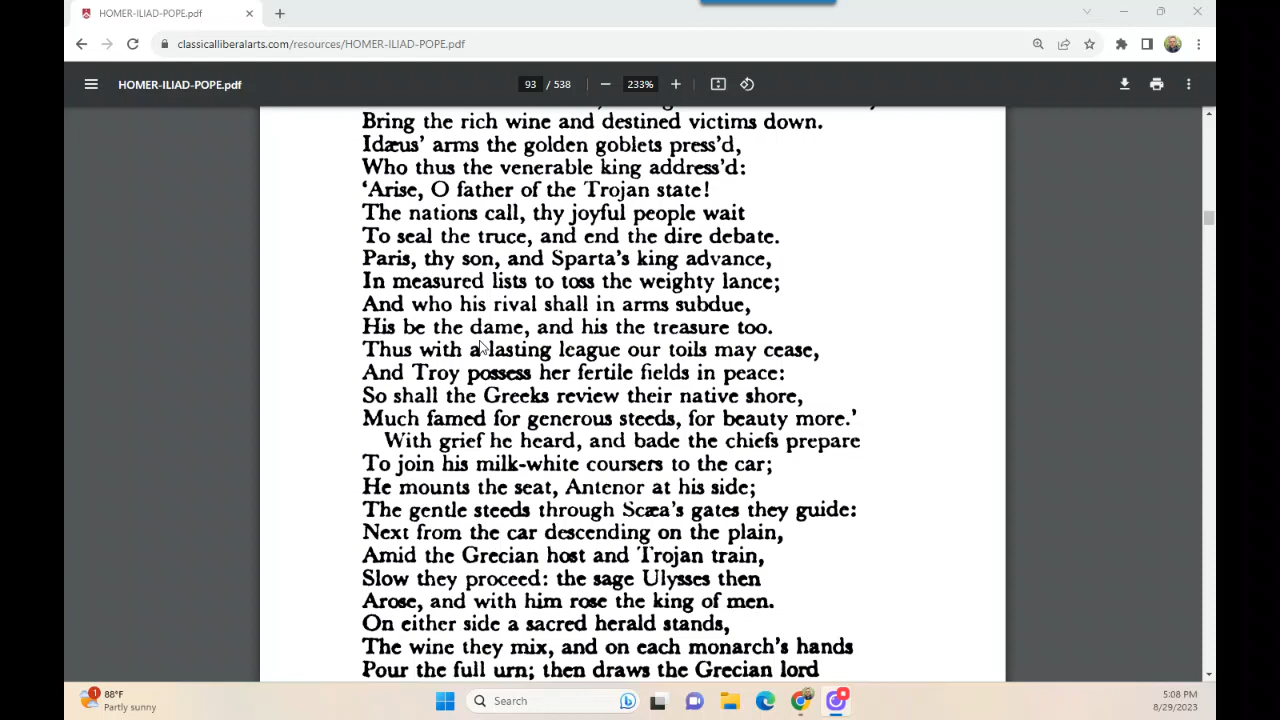 HOMER-ILIAD-POPE.pdf
classicalliberalarts.com/resources/HOMER-ILIAD-POPE.pdf
HOMER-ILIAD-POPE.pdf
93 / 538
233%
Bring the rich wine and destined victims down.
Idæus' arms the golden goblets press'd,
Who thus the venerable king address'd:
'Arise, O father of the Trojan state!
The nations call, thy joyful people wait
To seal the truce, and end the dire debate.
Paris, thy son, and Sparta's king advance,
In measured lists to toss the weighty lance;
And who his rival shall in arms subdue,
His be the dame, and his the treasure too.
Thus with a lasting league our toils may cease,
And Troy possess her fertile fields in peace:
So shall the Greeks review their native shore,
Much famed for generous steeds, for beauty more.'
With grief he heard, and bade the chiefs prepare
To join his milk-white coursers to the car;
He mounts the seat, Antenor at his side;
The gentle steeds through Scæa's gates they guide:
Next from the car descending on the plain,
Amid the Grecian host and Trojan train,
Slow they proceed: the sage Ulysses then
Arose, and with him rose the king of men.
On either side a sacred herald stands,
The wine they mix, and on each monarch's hands
Pour the full urn; then draws the Grecian lord
1
88°F
Partly sunny
Search
5:08 PM
8/29/2023